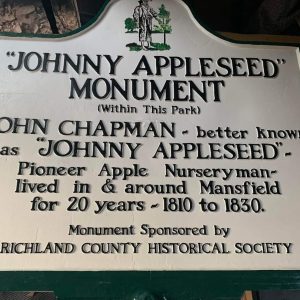 "JOHNNY APPLESEED"
MONUMENT
(Within This Park)
JOHN CHAPMAN - better known
as "JOHNNY APPLESEED" -
Pioneer Apple Nurseryman-
lived in & around Mansfield
for 20 years - 1810 to 1830.
Monument Sponsored by
RICHLAND COUNTY HISTORICAL SOCIETY